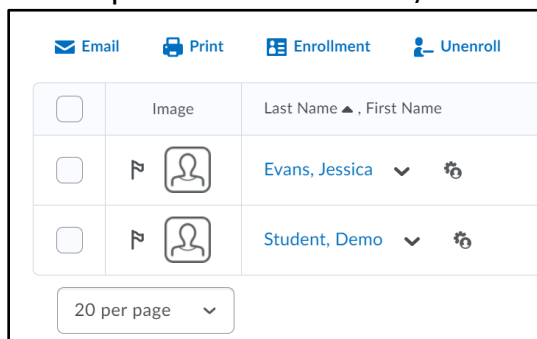 Email Print Enrollment Unenroll
Image Last Name ▲ , First Name
Evans, Jessica
Student, Demo
20 per page